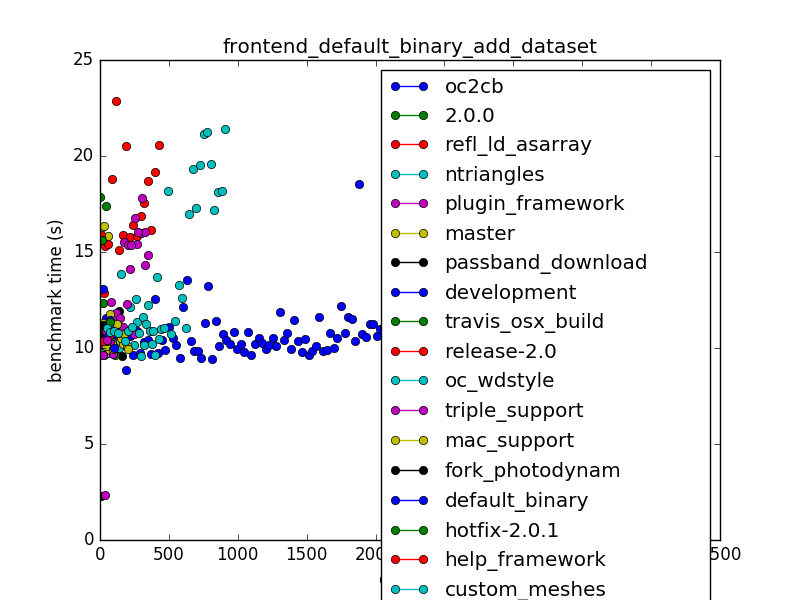 frontend_default_binary_add_dataset
25
20
15
10
5
0
benchmark time (s)
0
500
1000
1500
500
oc2cb
2.0.0
refl_ld_asarray
ntriangles
plugin_framework
master
passband_download
development
travis_osx_build
release-2.0
oc_wdstyle
triple_support
mac_support
fork_photodynam
default_binary
hotfix-2.0.1
help_framework
custom_meshes